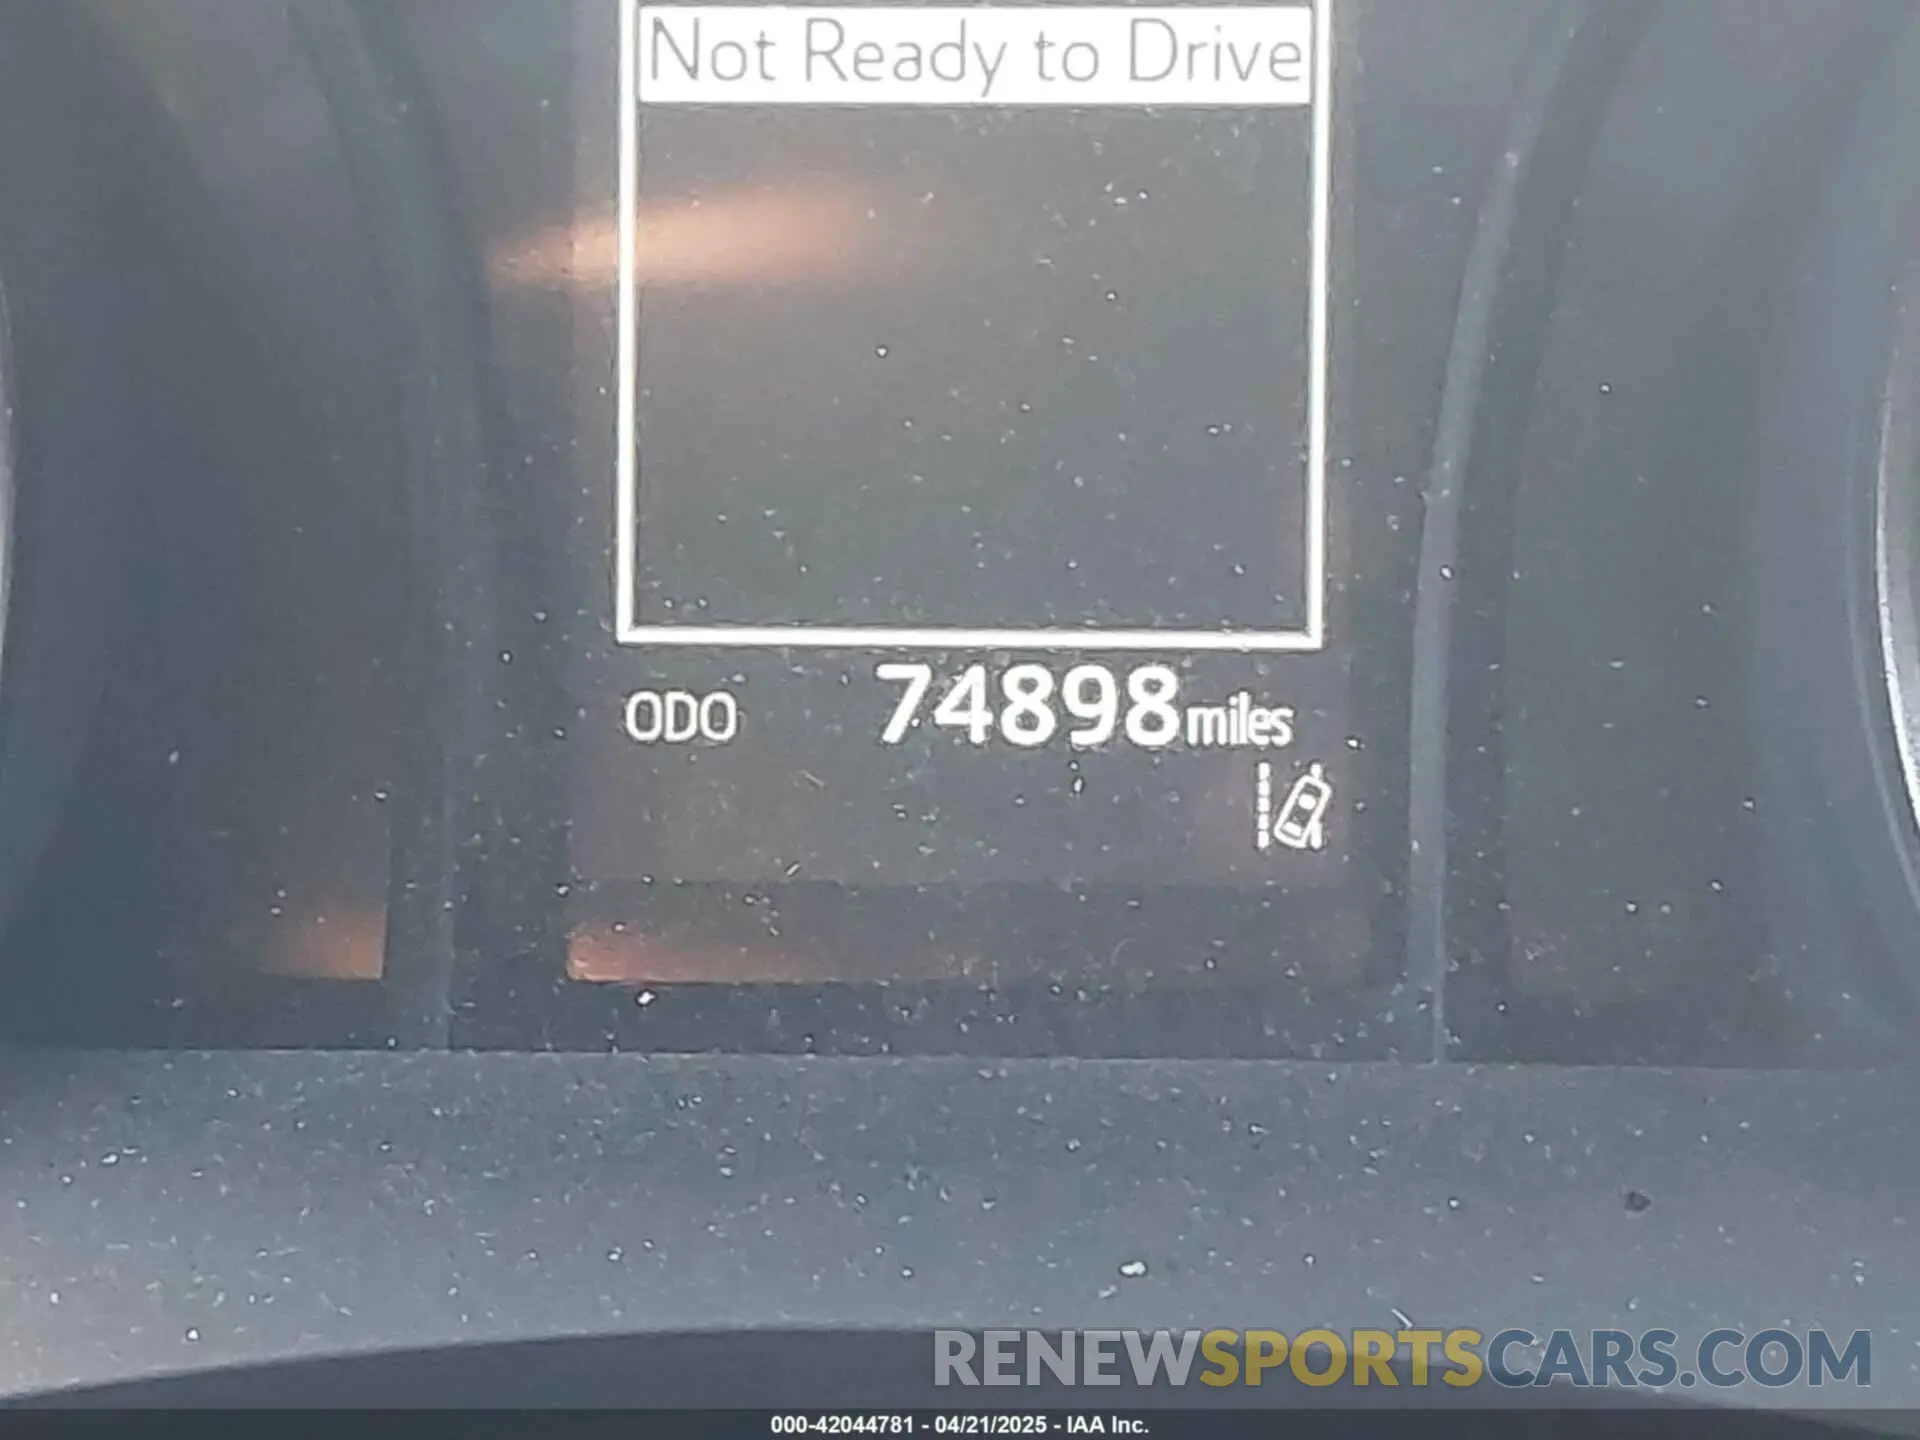 Not Ready to Drive
ODO 74898 miles
RENEWSPORTSCARS.COM
000-42044781 - 04/21/2025 - IAA Inc.